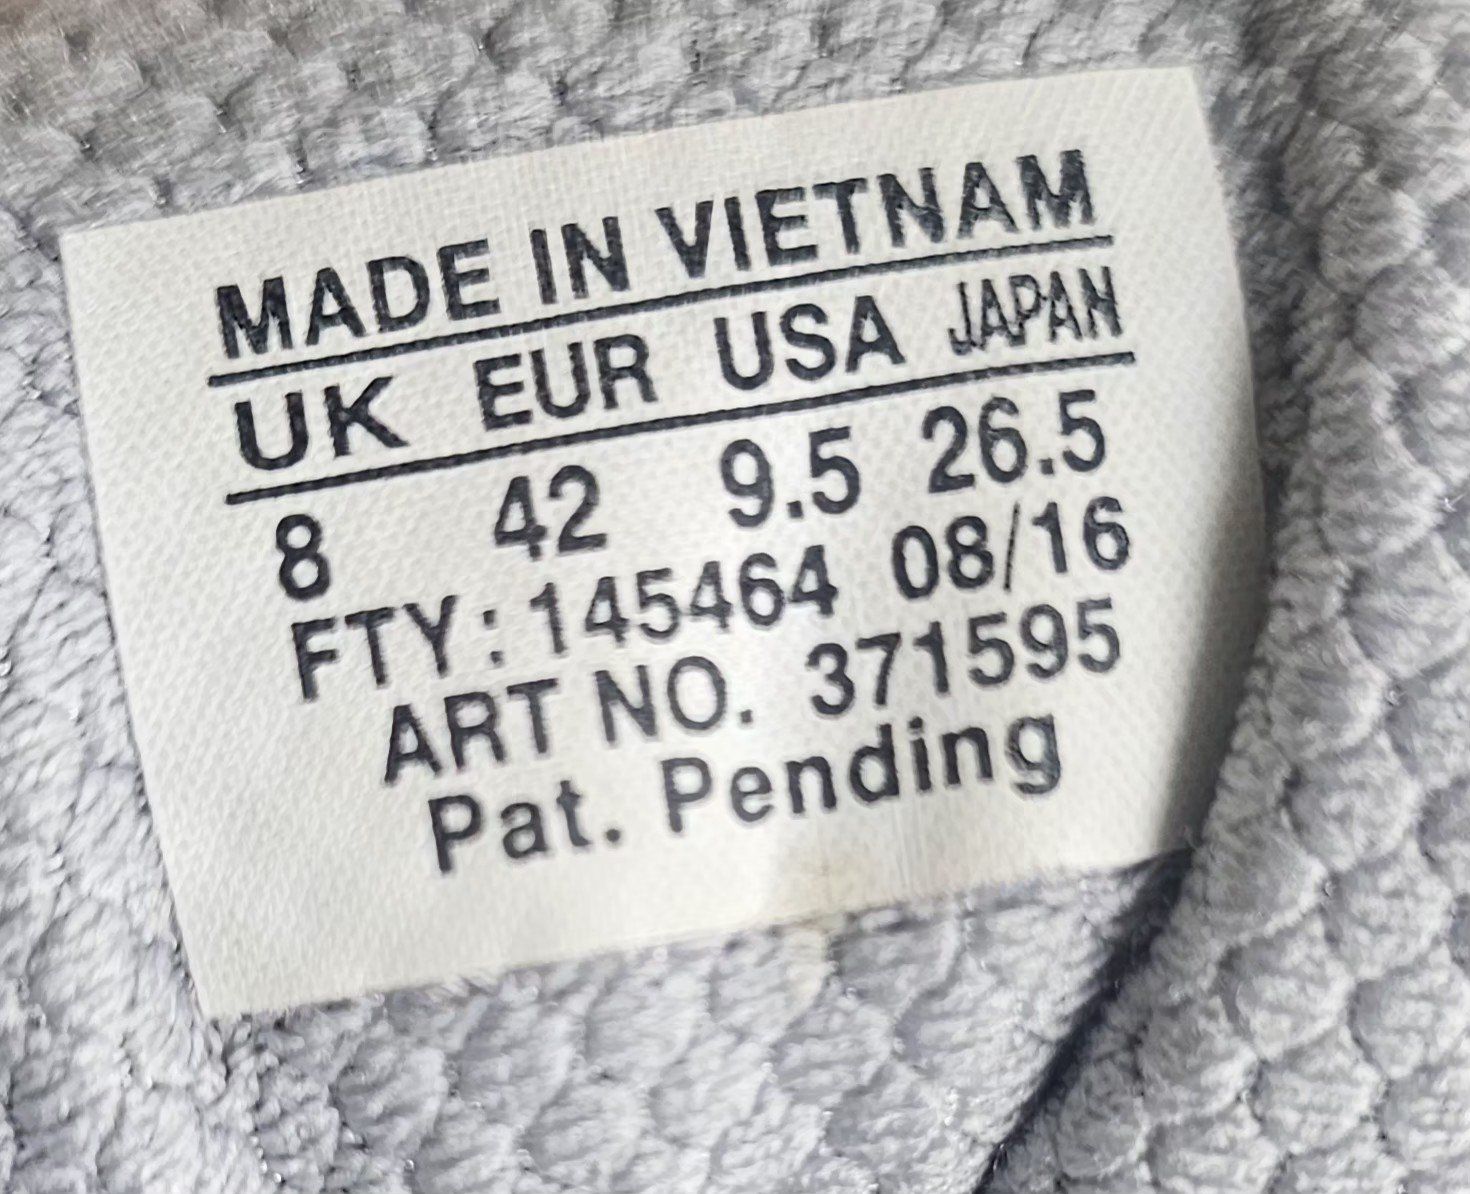 MADE IN VIETNAM
UK EUR USA JAPAN
8 42 9.5 26.5
FTY: 145464 08/16
ART NO. 371595
Pat. Pending